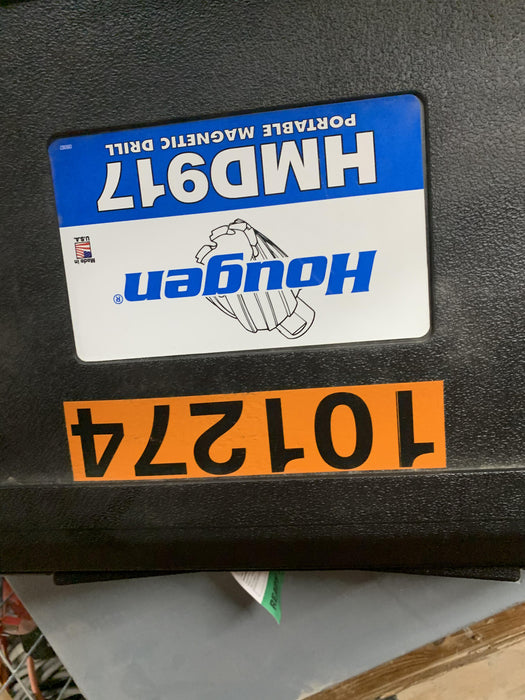 101274
Hougen®
Made in
U.S.A.
HMD917
PORTABLE MAGNETIC DRILL